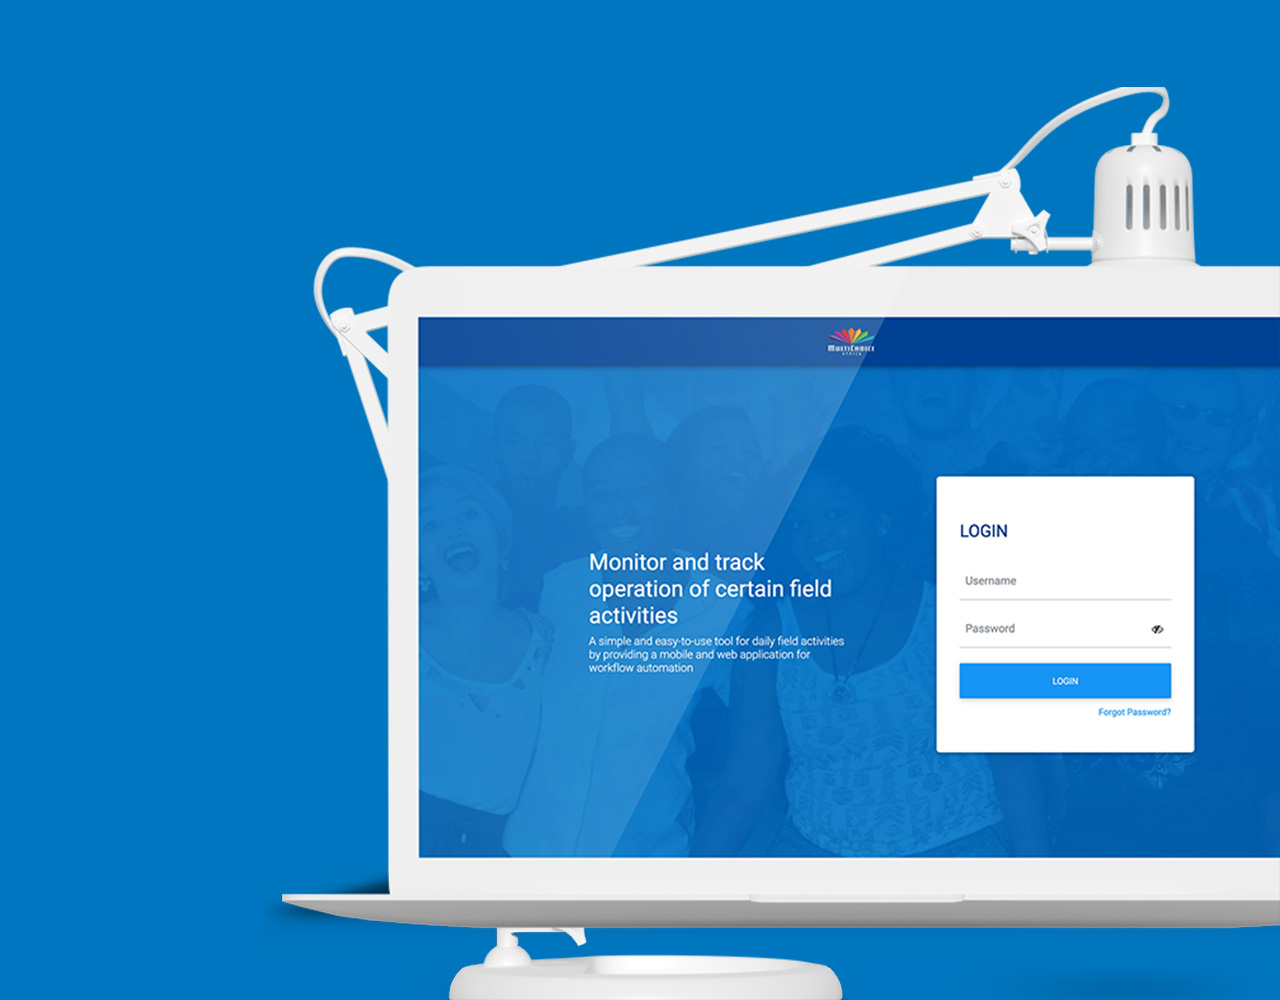 MULTICHOICE
AFRICA
Monitor and track
operation of certain field
activities
A simple and easy-to-use tool for daily field activities
by providing a mobile and web application for
workflow automation
LOGIN
Username
Password
LOGIN
Forgot Password?